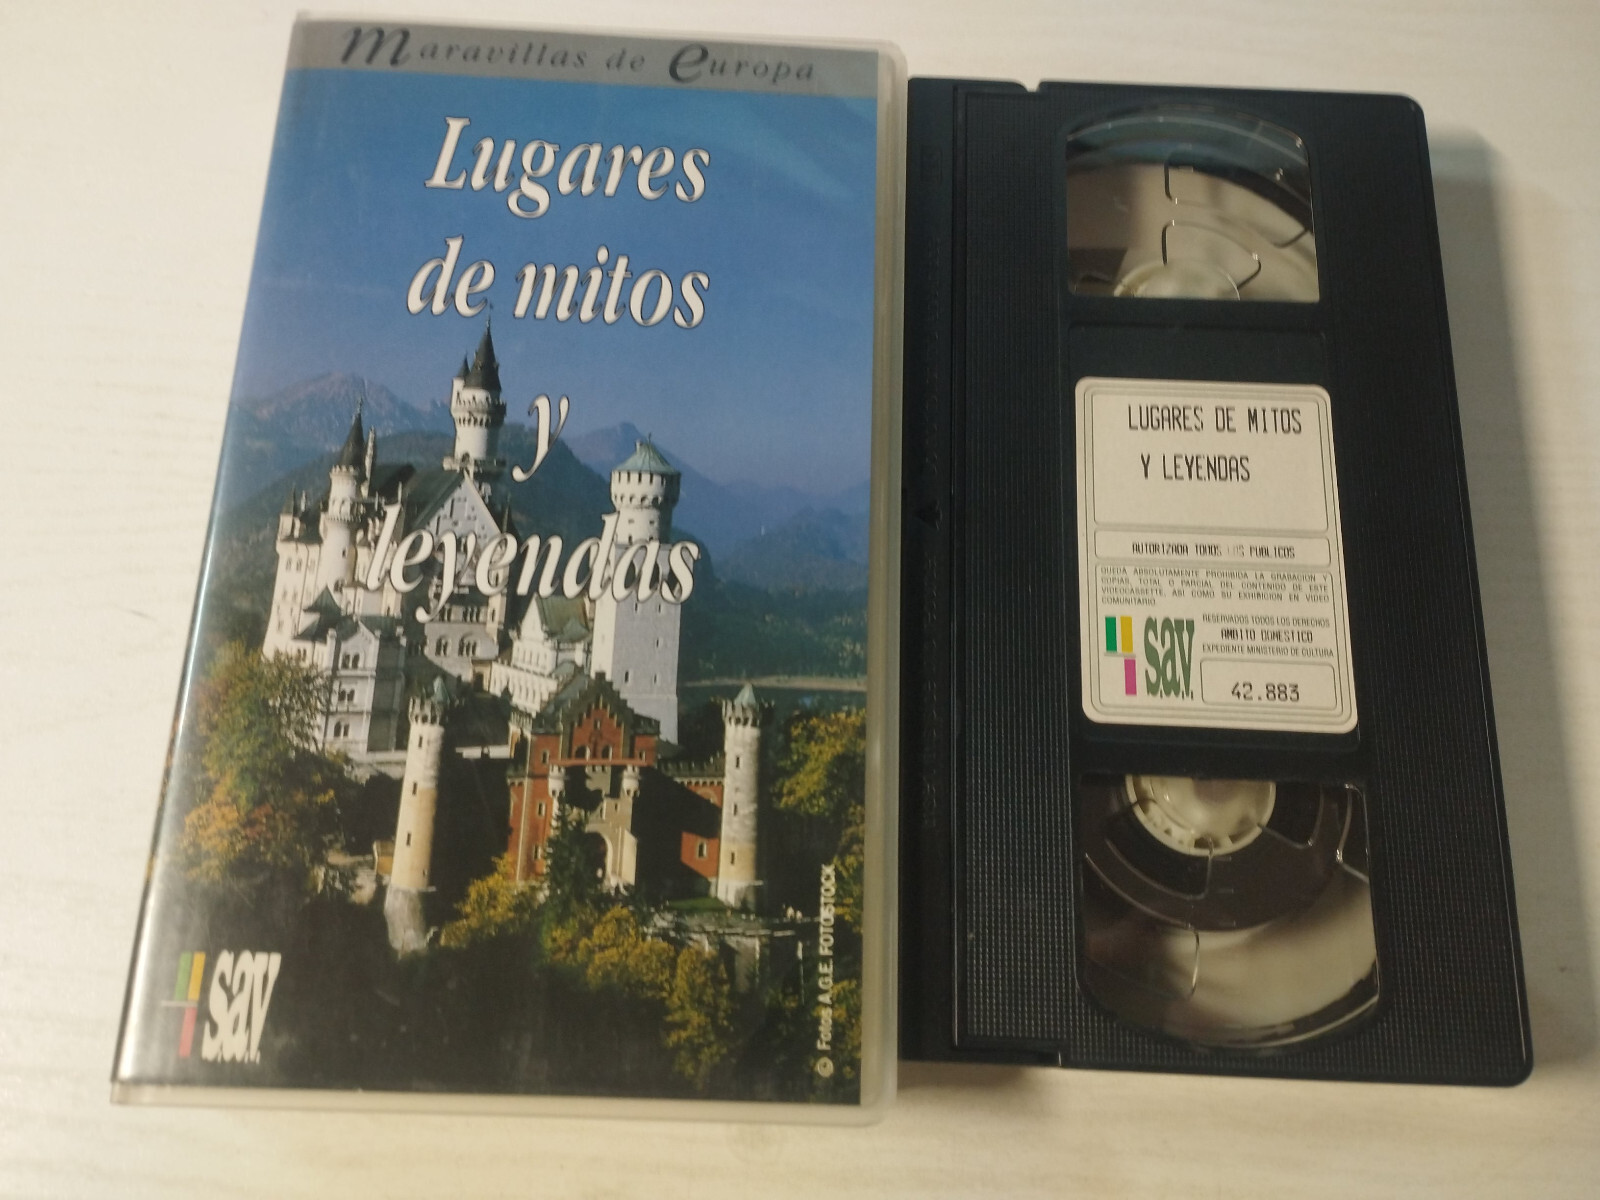 Maravillas de Europa
Lugares
de mitos
y
leyendas
s.a.v.
© Fotos A.G.E. FOTOSTOCK
LUGARES DE MITOS
Y LEYENDAS
AUTORIZADA TODOS LOS PUBLICOS
QUEDA ABSOLUTAMENTE PROHIBIDA LA GRABACION Y
COPIAS, TOTAL O PARCIAL DEL CONTENIDO DE ESTE
VIDEOCASSETTE, ASI COMO SU EXHIBICION EN VIDEO
COMUNITARIO.
RESERVADOS TODOS LOS DERECHOS
AMBITO DOMESTICO
EXPEDIENTE MINISTERIO DE CULTURA
s.a.v.
42.883